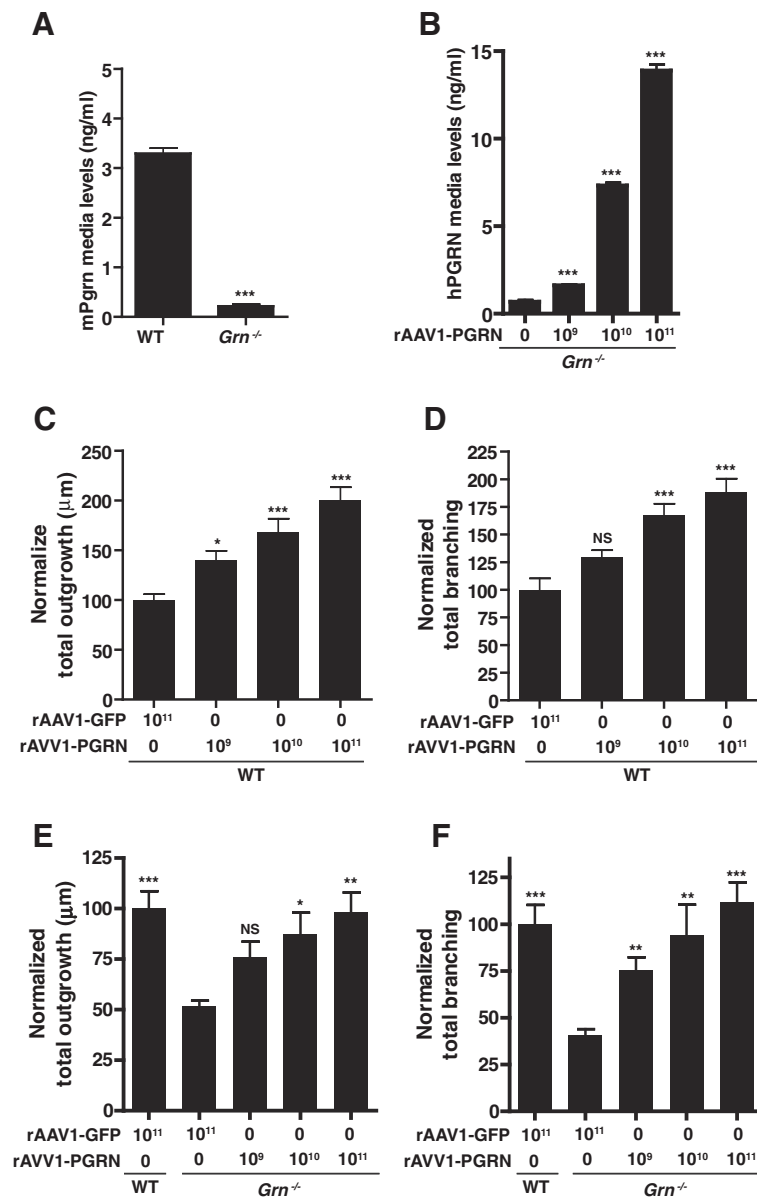 A
mPgrn media levels (ng/ml)
5
4
3
2
1
0
***
WT Grn⁻/⁻
B
hPGRN media levels (ng/ml)
15
10
5
0
***
***
***
rAAV1-PGRN 0 10⁹ 10¹⁰ 10¹¹
Grn⁻/⁻
C
Normalize
total outgrowth (μm)
250
200
150
100
50
0
*
***
***
rAAV1-GFP 10¹¹ 0 0 0
rAVV1-PGRN 0 10⁹ 10¹⁰ 10¹¹
WT
D
Normalized
total branching
225
200
175
150
125
100
75
50
25
0
NS
***
***
rAAV1-GFP 10¹¹ 0 0 0
rAVV1-PGRN 0 10⁹ 10¹⁰ 10¹¹
WT
E
Normalized
total outgrowth (μm)
125
100
75
50
25
0
***
NS
*
**
rAAV1-GFP 10¹¹ 10¹¹ 0 0 0
rAVV1-PGRN 0 0 10⁹ 10¹⁰ 10¹¹
WT Grn⁻/⁻
F
Normalized
total branching
125
100
75
50
25
0
***
**
**
***
rAAV1-GFP 10¹¹ 10¹¹ 0 0 0
rAVV1-PGRN 0 0 10⁹ 10¹⁰ 10¹¹
WT Grn⁻/⁻